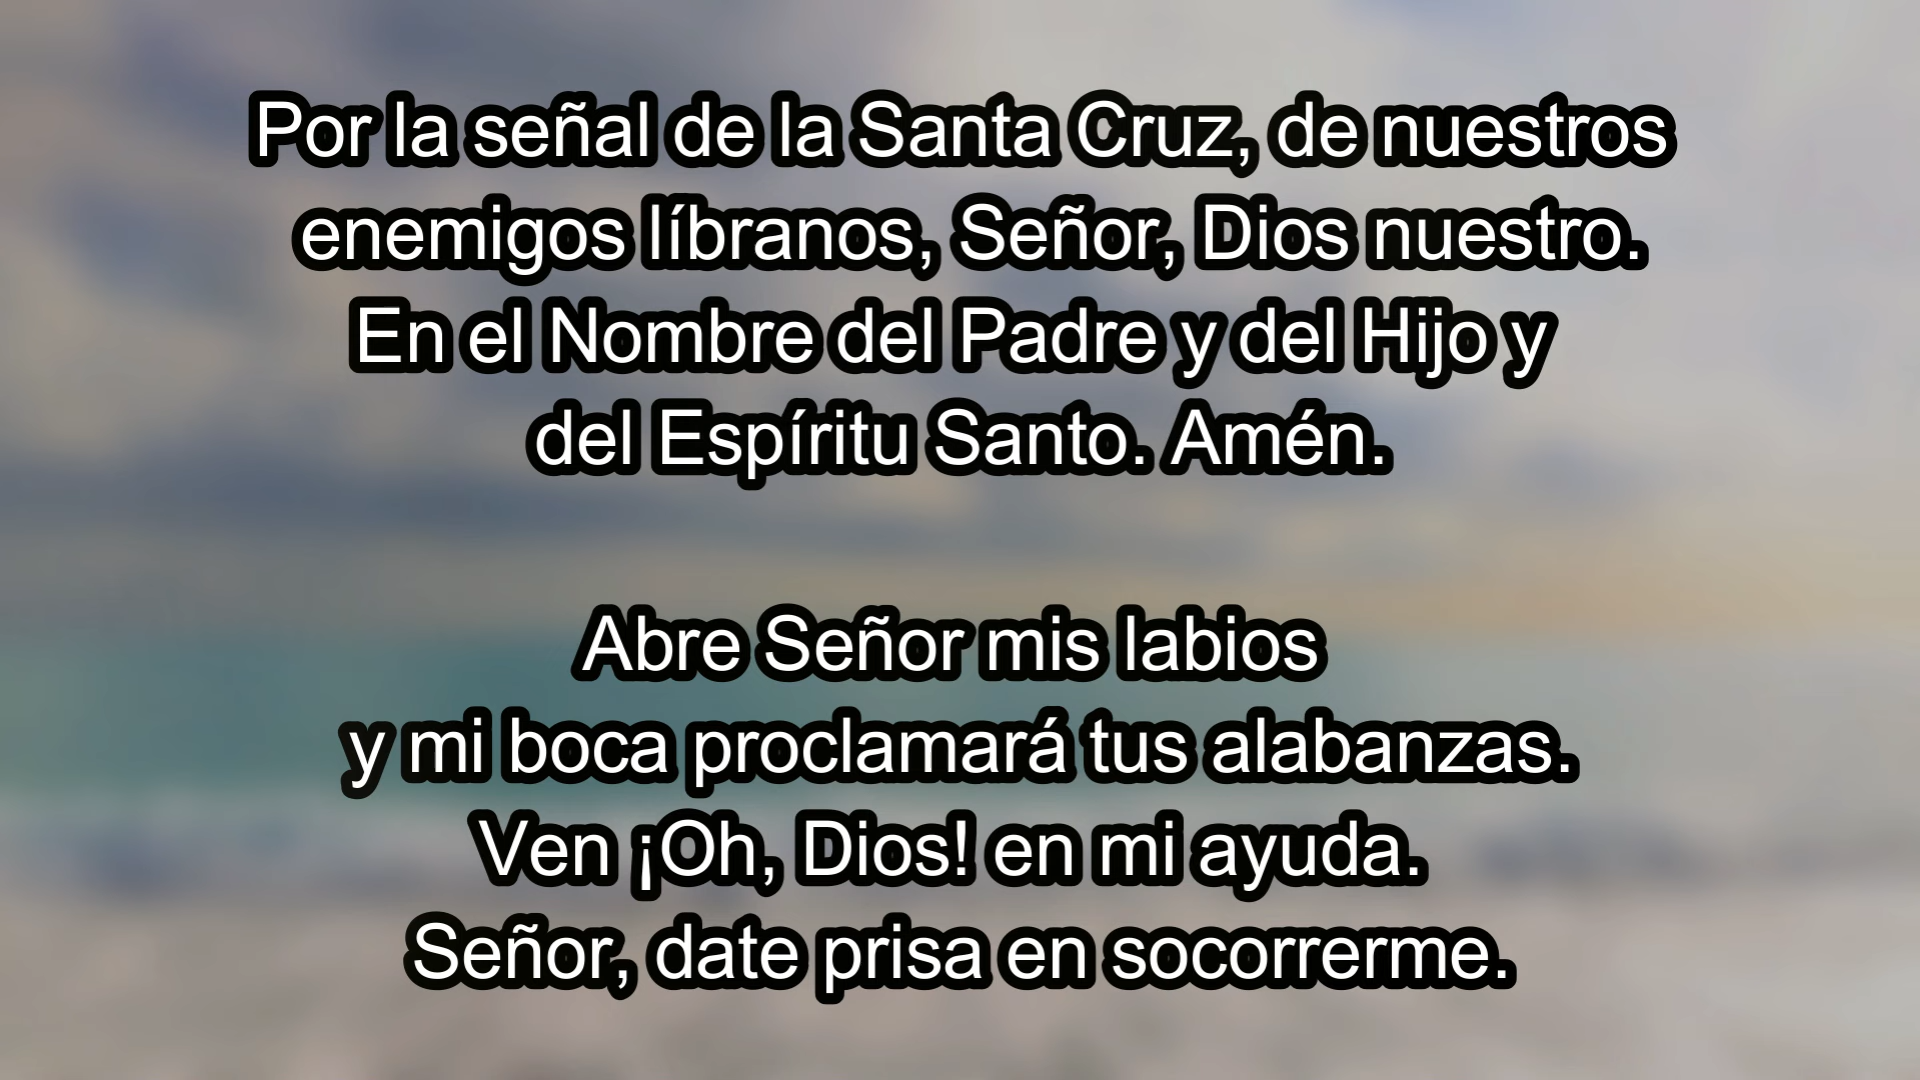 Por la señal de la Santa Cruz, de nuestros
enemigos líbranos, Señor, Dios nuestro.
En el Nombre del Padre y del Hijo y
del Espíritu Santo. Amén.
Abre Señor mis labios
y mi boca proclamará tus alabanzas.
Ven ¡Oh, Dios! en mi ayuda.
Señor, date prisa en socorrerme.